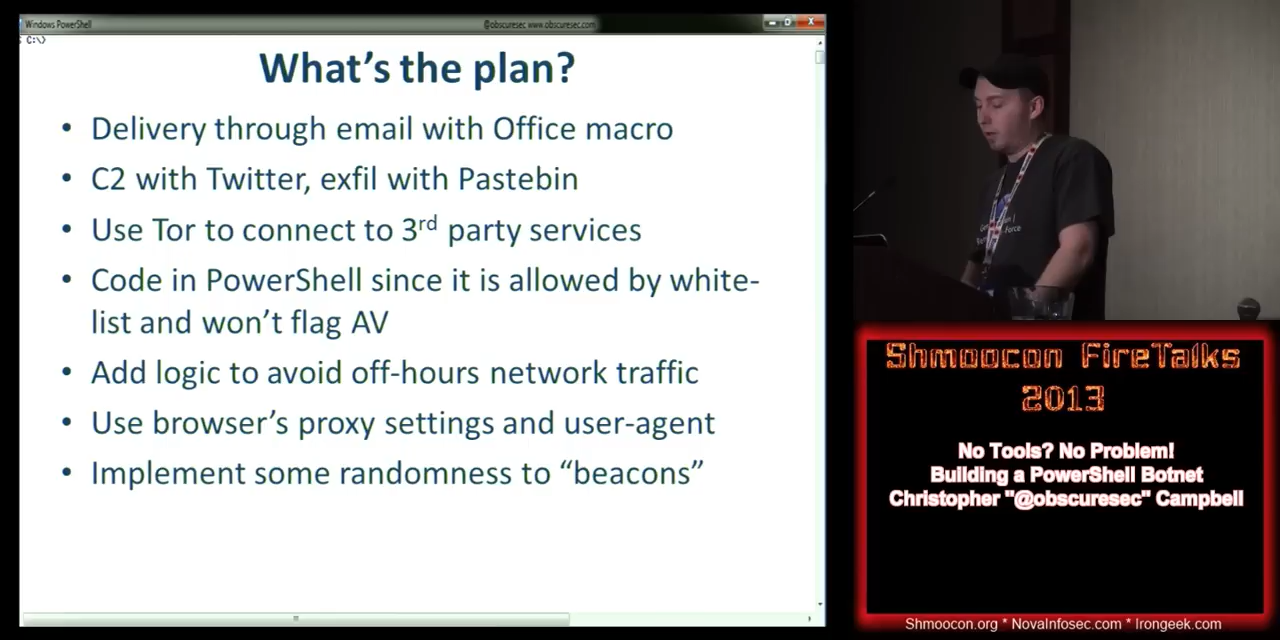 Windows PowerShell
@obscuresec www.obscuresec.com
C:\>
What's the plan?
• Delivery through email with Office macro
• C2 with Twitter, exfil with Pastebin
• Use Tor to connect to 3rd party services
• Code in PowerShell since it is allowed by white-
list and won't flag AV
• Add logic to avoid off-hours network traffic
• Use browser's proxy settings and user-agent
• Implement some randomness to “beacons”
Shmoocon FireTalks
2013
No Tools? No Problem!
Building a PowerShell Botnet
Christopher "@obscuresec" Campbell
Shmoocon.org * NovaInfosec.com * Irongeek.com